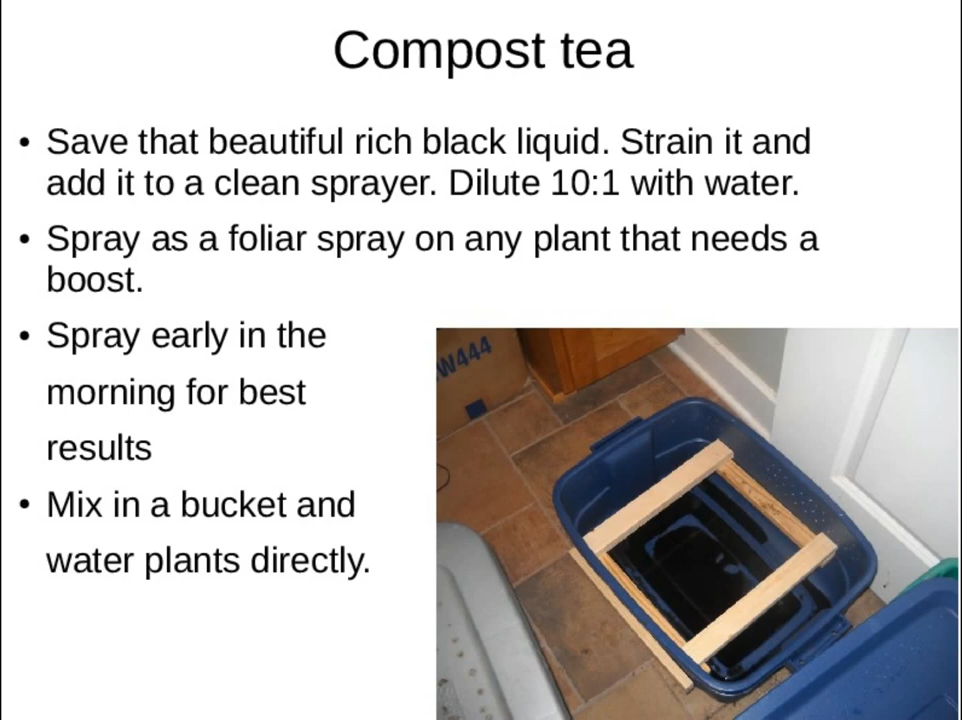 Compost tea
• Save that beautiful rich black liquid. Strain it and
add it to a clean sprayer. Dilute 10:1 with water.
• Spray as a foliar spray on any plant that needs a
boost.
• Spray early in the
morning for best
results
• Mix in a bucket and
water plants directly.
W444